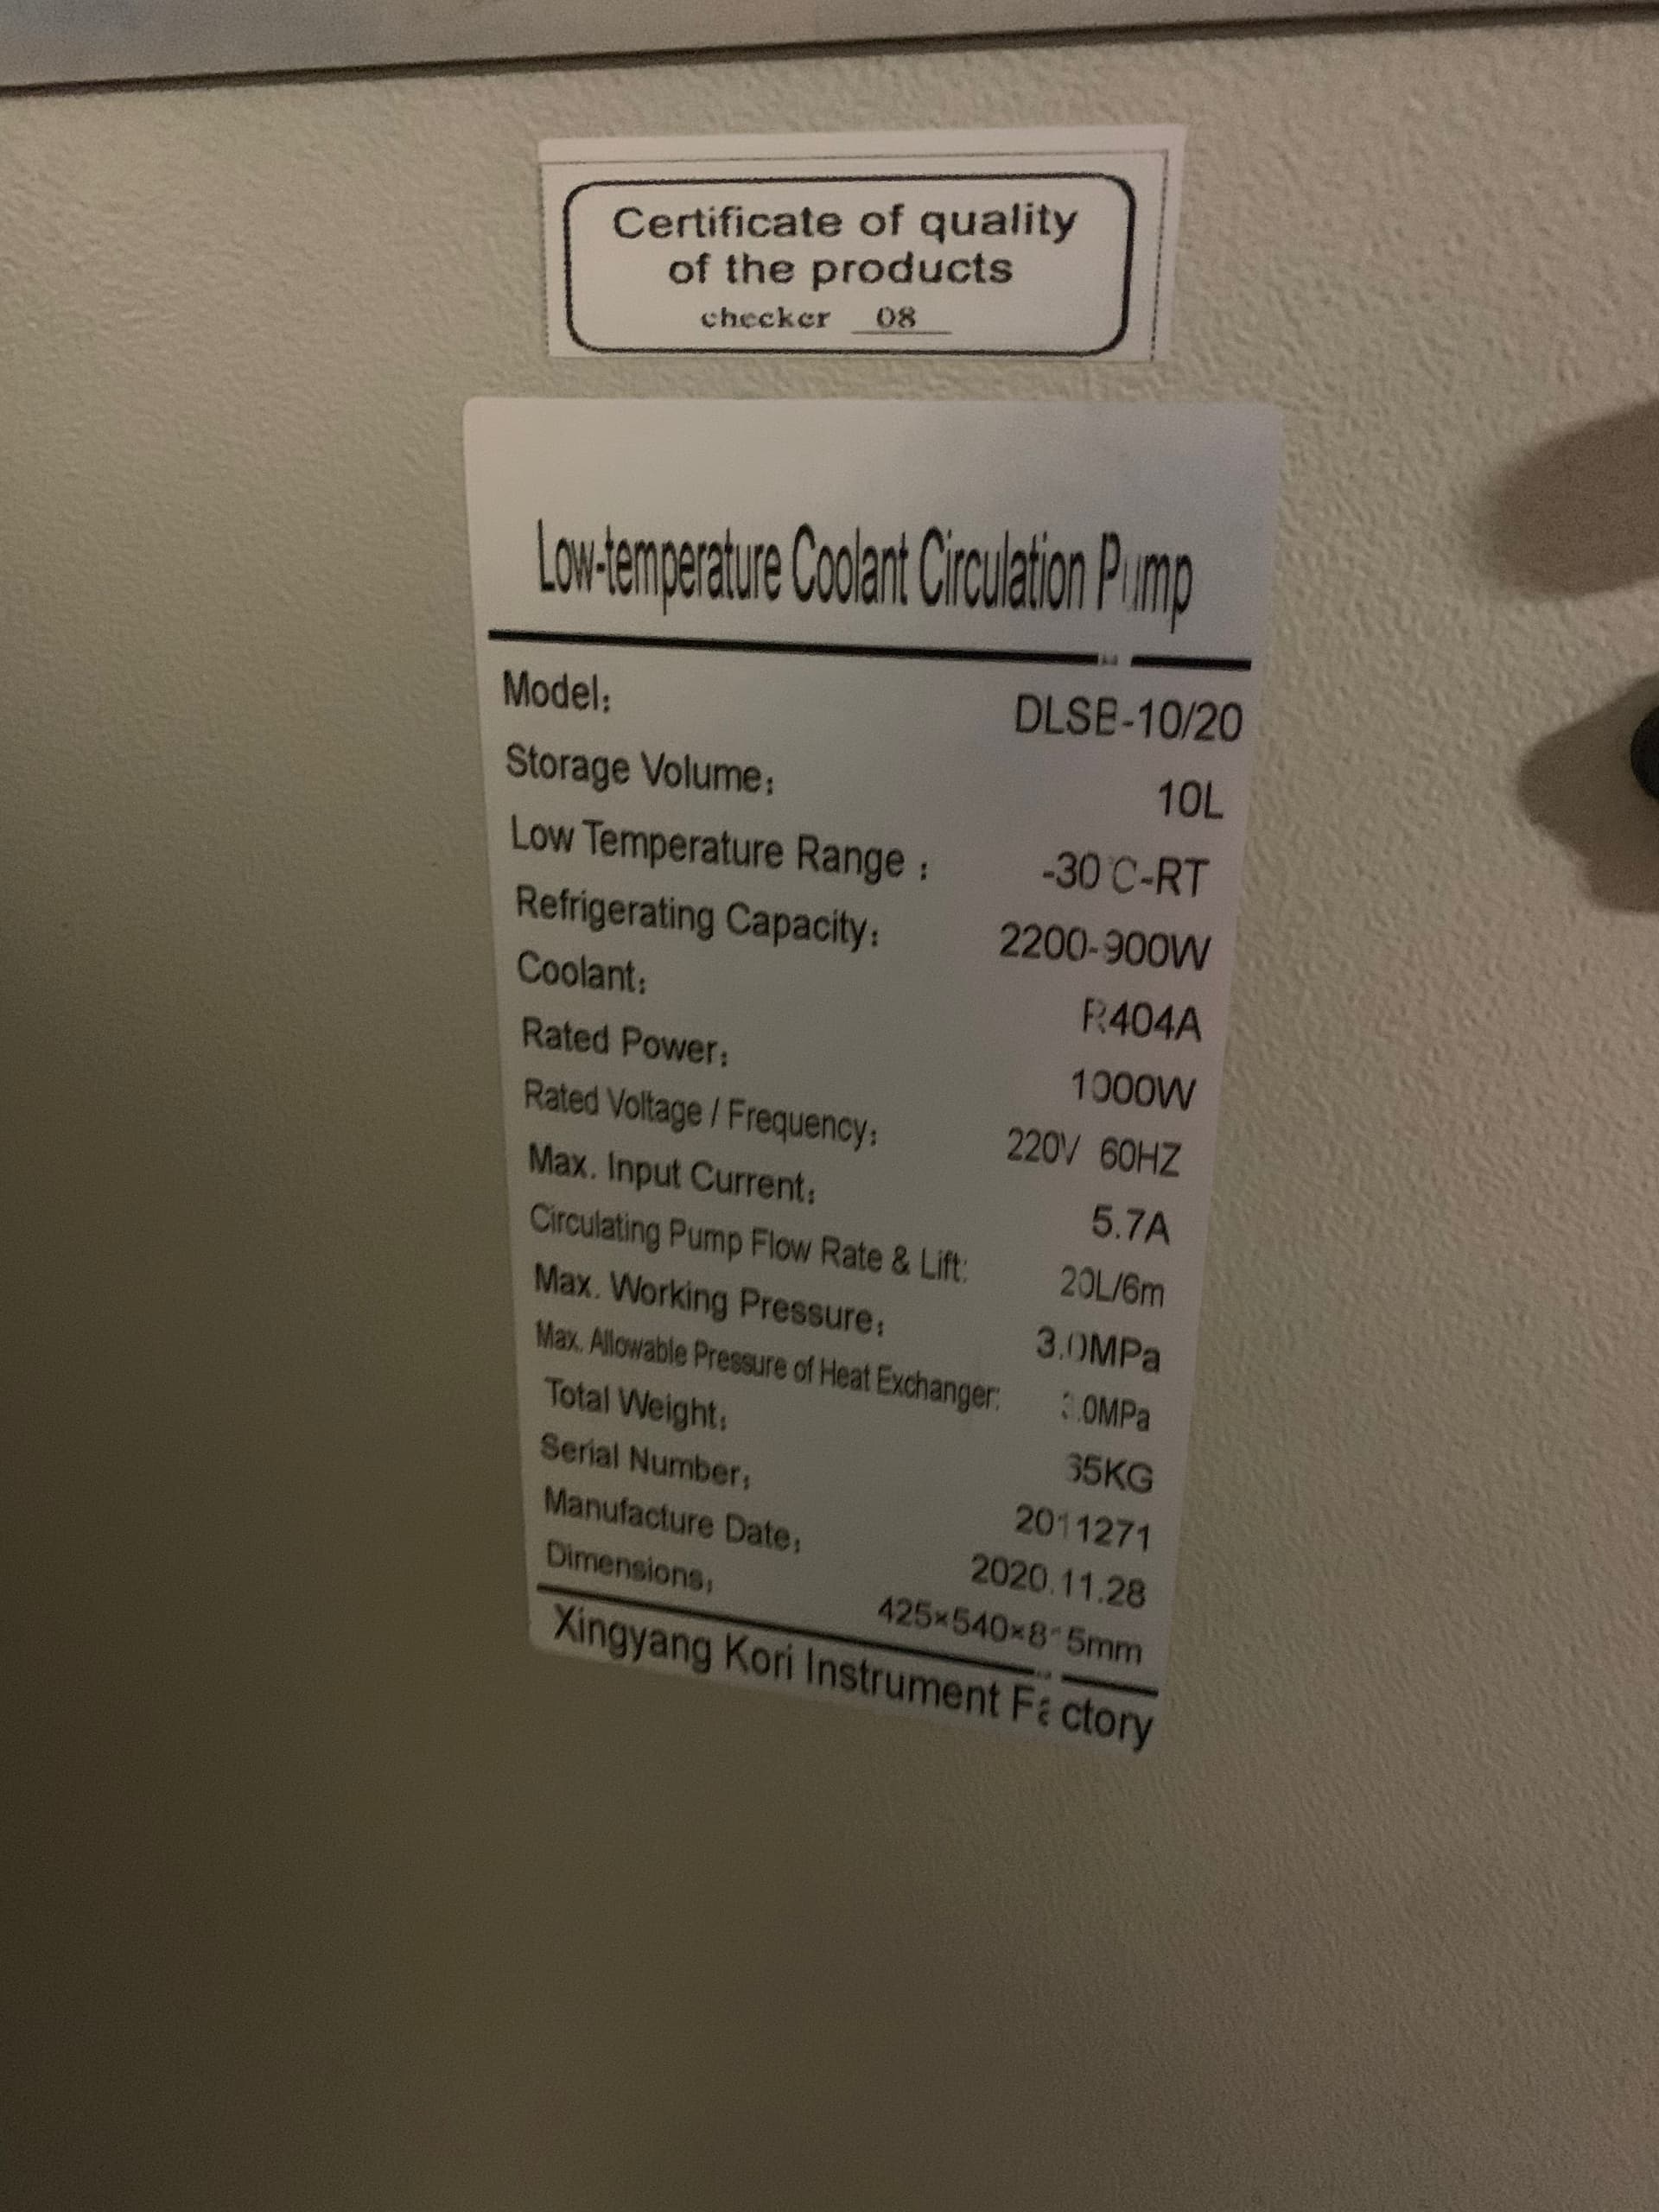 Certificate of quality
of the products
checker 08
Low-temperature Coolant Circulation Pump
Model: DLSB-10/20
Storage Volume: 10L
Low Temperature Range : -30℃-RT
Refrigerating Capacity: 2200-900W
Coolant: R404A
Rated Power: 1000W
Rated Voltage / Frequency: 220V 60HZ
Max. Input Current: 5.7A
Circulating Pump Flow Rate & Lift: 20L/6m
Max. Working Pressure: 3.0MPa
Max. Allowable Pressure of Heat Exchanger:
Total Weight:
Serial Number: 2011271
Manufacture Date: 2020.11.28
Dimensions: 425×540×815mm
Xingyang Kori Instrument Factory